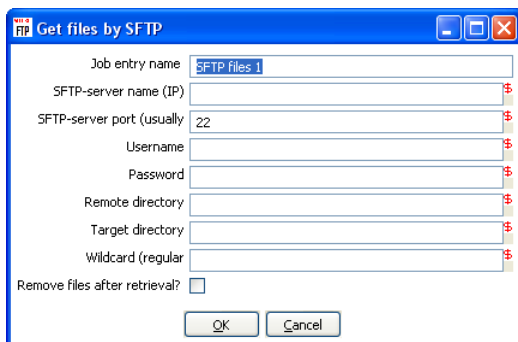 Get files by SFTP
Job entry name SFTP files 1
SFTP-server name (IP) $
SFTP-server port (usually 22 $
Username $
Password $
Remote directory $
Target directory $
Wildcard (regular $
Remove files after retrieval?
OK Cancel